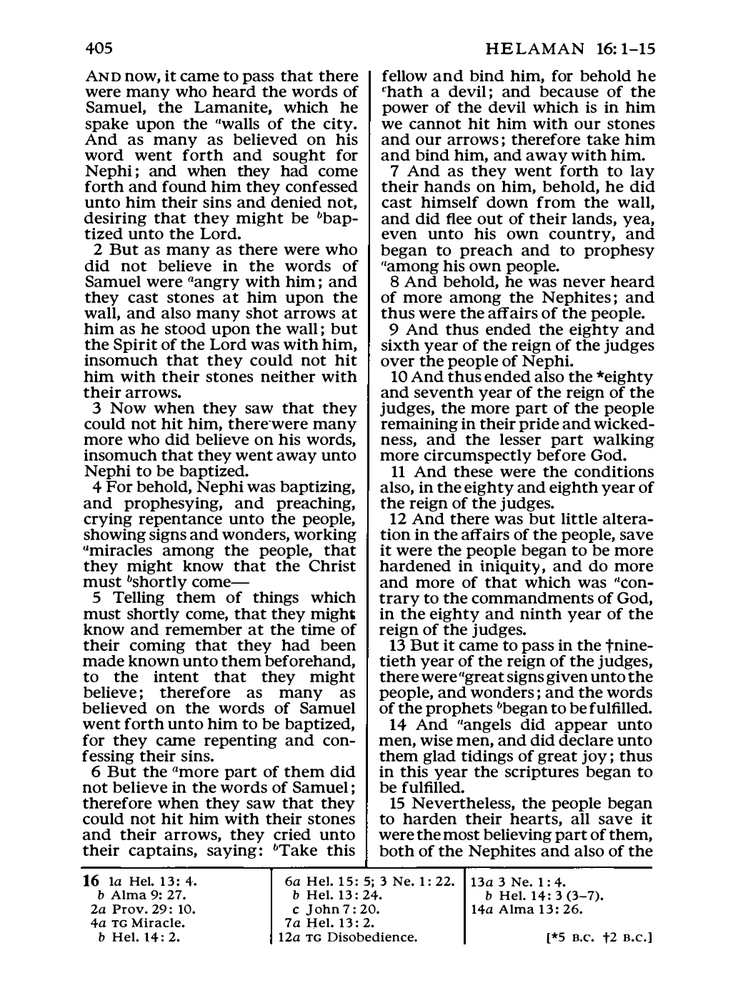 405
HELAMAN 16:1–15
AND now, it came to pass that there
were many who heard the words of
Samuel, the Lamanite, which he
spake upon the awalls of the city.
And as many as believed on his
word went forth and sought for
Nephi; and when they had come
forth and found him they confessed
unto him their sins and denied not,
desiring that they might be bbap-
tized unto the Lord.
2 But as many as there were who
did not believe in the words of
Samuel were aangry with him; and
they cast stones at him upon the
wall, and also many shot arrows at
him as he stood upon the wall; but
the Spirit of the Lord was with him,
insomuch that they could not hit
him with their stones neither with
their arrows.
3 Now when they saw that they
could not hit him, there were many
more who did believe on his words,
insomuch that they went away unto
Nephi to be baptized.
4 For behold, Nephi was baptizing,
and prophesying, and preaching,
crying repentance unto the people,
showing signs and wonders, working
amiracles among the people, that
they might know that the Christ
must bshortly come—
5 Telling them of things which
must shortly come, that they might
know and remember at the time of
their coming that they had been
made known unto them beforehand,
to the intent that they might
believe; therefore as many as
believed on the words of Samuel
went forth unto him to be baptized,
for they came repenting and con-
fessing their sins.
6 But the amore part of them did
not believe in the words of Samuel;
therefore when they saw that they
could not hit him with their stones
and their arrows, they cried unto
their captains, saying: bTake this
fellow and bind him, for behold he
chath a devil; and because of the
power of the devil which is in him
we cannot hit him with our stones
and our arrows; therefore take him
and bind him, and away with him.
7 And as they went forth to lay
their hands on him, behold, he did
cast himself down from the wall,
and did flee out of their lands, yea,
even unto his own country, and
began to preach and to prophesy
aamong his own people.
8 And behold, he was never heard
of more among the Nephites; and
thus were the affairs of the people.
9 And thus ended the eighty and
sixth year of the reign of the judges
over the people of Nephi.
10 And thus ended also the *eighty
and seventh year of the reign of the
judges, the more part of the people
remaining in their pride and wicked-
ness, and the lesser part walking
more circumspectly before God.
11 And these were the conditions
also, in the eighty and eighth year of
the reign of the judges.
12 And there was but little altera-
tion in the affairs of the people, save
it were the people began to be more
hardened in iniquity, and do more
and more of that which was acon-
trary to the commandments of God,
in the eighty and ninth year of the
reign of the judges.
13 But it came to pass in the †nine-
tieth year of the reign of the judges,
there were agreat signs given unto the
people, and wonders; and the words
of the prophets bbegan to be fulfilled.
14 And aangels did appear unto
men, wise men, and did declare unto
them glad tidings of great joy; thus
in this year the scriptures began to
be fulfilled.
15 Nevertheless, the people began
to harden their hearts, all save it
were the most believing part of them,
both of the Nephites and also of the
16 1a Hel. 13:4.
b Alma 9:27.
2a Prov. 29:10.
4a TG Miracle.
b Hel. 14:2.
6a Hel. 15:5; 3 Ne. 1:22.
b Hel. 13:24.
c John 7:20.
7a Hel. 13:2.
12a TG Disobedience.
13a 3 Ne. 1:4.
b Hel. 14:3 (3–7).
14a Alma 13:26.
[*5 B.C. †2 B.C.]